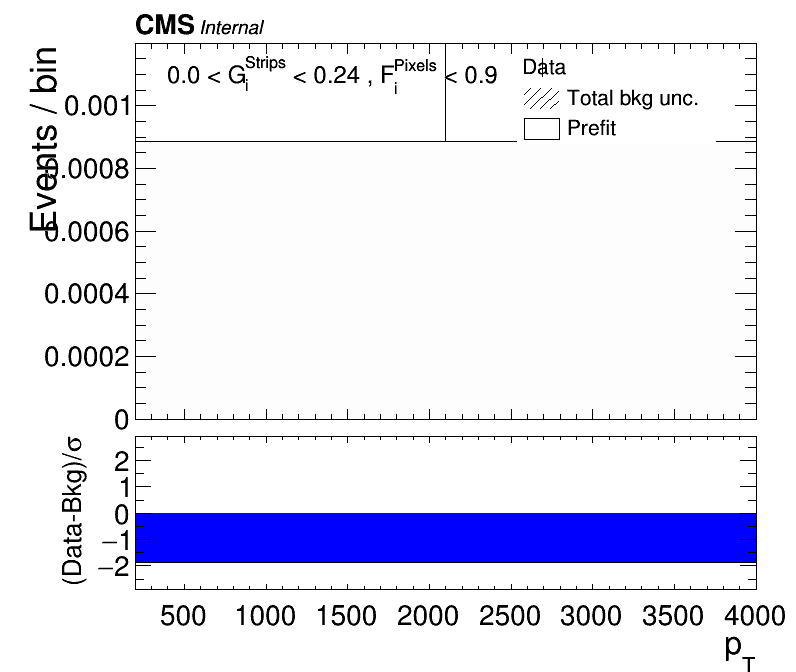 CMS Internal
0.0 < G_i^Strips < 0.24 , F_i^Pixels < 0.9
Data
Total bkg unc.
Prefit
Events / bin
0.001
0.0008
0.0006
0.0004
0.0002
0
(Data-Bkg)/σ
2
1
0
−1
−2
500 1000 1500 2000 2500 3000 3500 4000
p_T